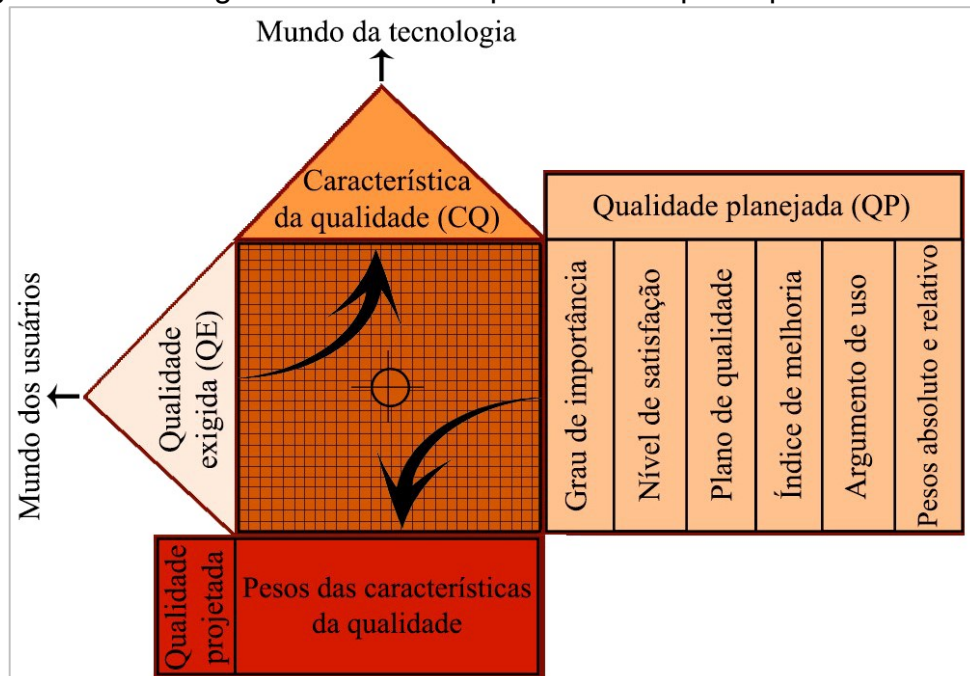 Mundo da tecnologia
Característica
da qualidade (CQ)
Qualidade planejada (QP)
Mundo dos usuários
Qualidade
exigida (QE)
Grau de importância
Nível de satisfação
Plano de qualidade
Índice de melhoria
Argumento de uso
Pesos absoluto e relativo
Qualidade
projetada
Pesos das características
da qualidade